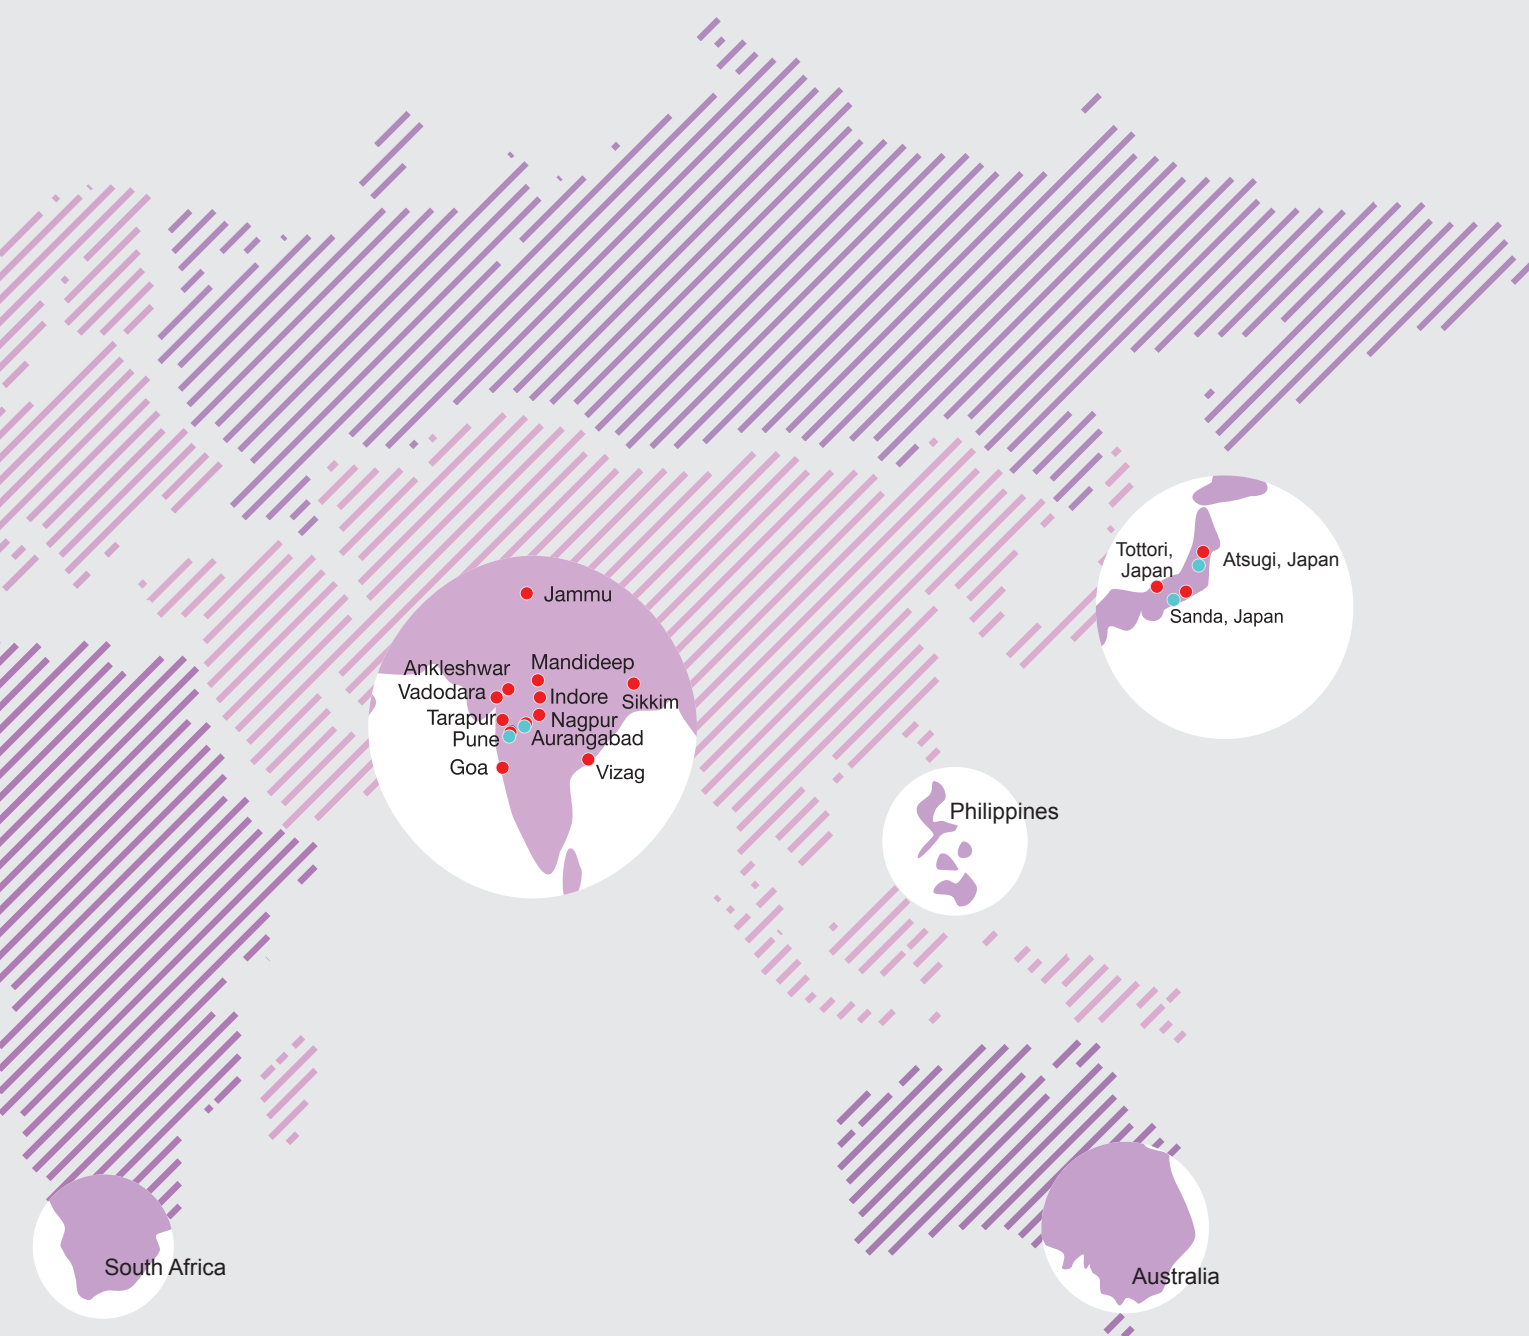 Tottori,
Japan
Atsugi, Japan
Sanda, Japan
Jammu
Ankleshwar
Mandideep
Vadodara
Indore
Sikkim
Tarapur
Nagpur
Pune
Aurangabad
Goa
Vizag
Philippines
South Africa
Australia